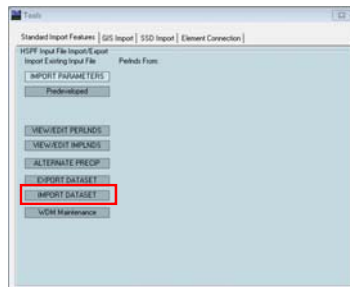 Tools
Standard Import Features | GIS Import | SSD Import | Element Connection |
HSPF Input File Import/Export
Import Existing Input File Perlnds From:
IMPORT PARAMETERS
Predeveloped
VIEW/EDIT PERLNDS
VIEW/EDIT IMPLNDS
ALTERNATE PRECIP
EXPORT DATASET
IMPORT DATASET
WDM Maintenance